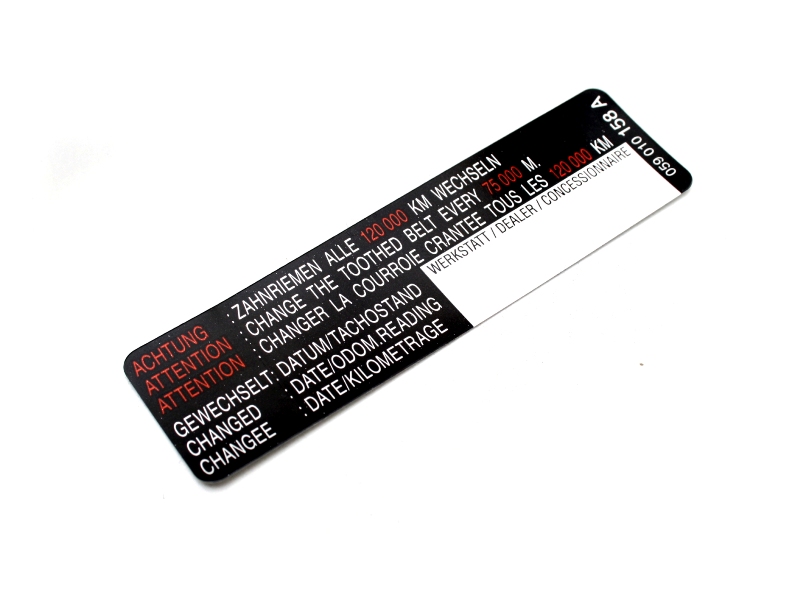 ACHTUNG : ZAHNRIEMEN ALLE 120 000 KM WECHSELN
ATTENTION : CHANGE THE TOOTHED BELT EVERY 75 000 M.
ATTENTION : CHANGER LA COURROIE CRANTEE TOUS LES 120 000 KM
GEWECHSELT: DATUM/TACHOSTAND
CHANGED : DATE/ODOM.READING
CHANGEE : DATE/KILOMETRAGE
WERKSTATT / DEALER / CONCESSIONNAIRE
059 010 158 A